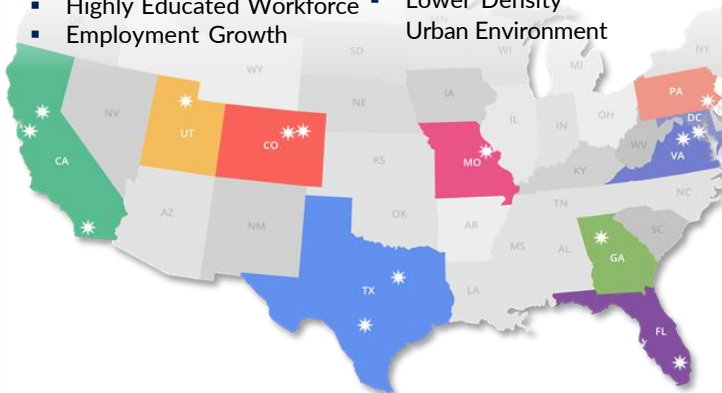 ▪ Highly Educated Workforce
▪ Employment Growth
▪ Lower Density
Urban Environment
SD
WI
MI
NY
WY
NE
IA
PA
NV
UT
CO
IL
IN
OH
WV
DC
VA
CA
KS
MO
KY
AZ
NM
OK
AR
TN
NC
SC
MS
AL
GA
TX
LA
FL